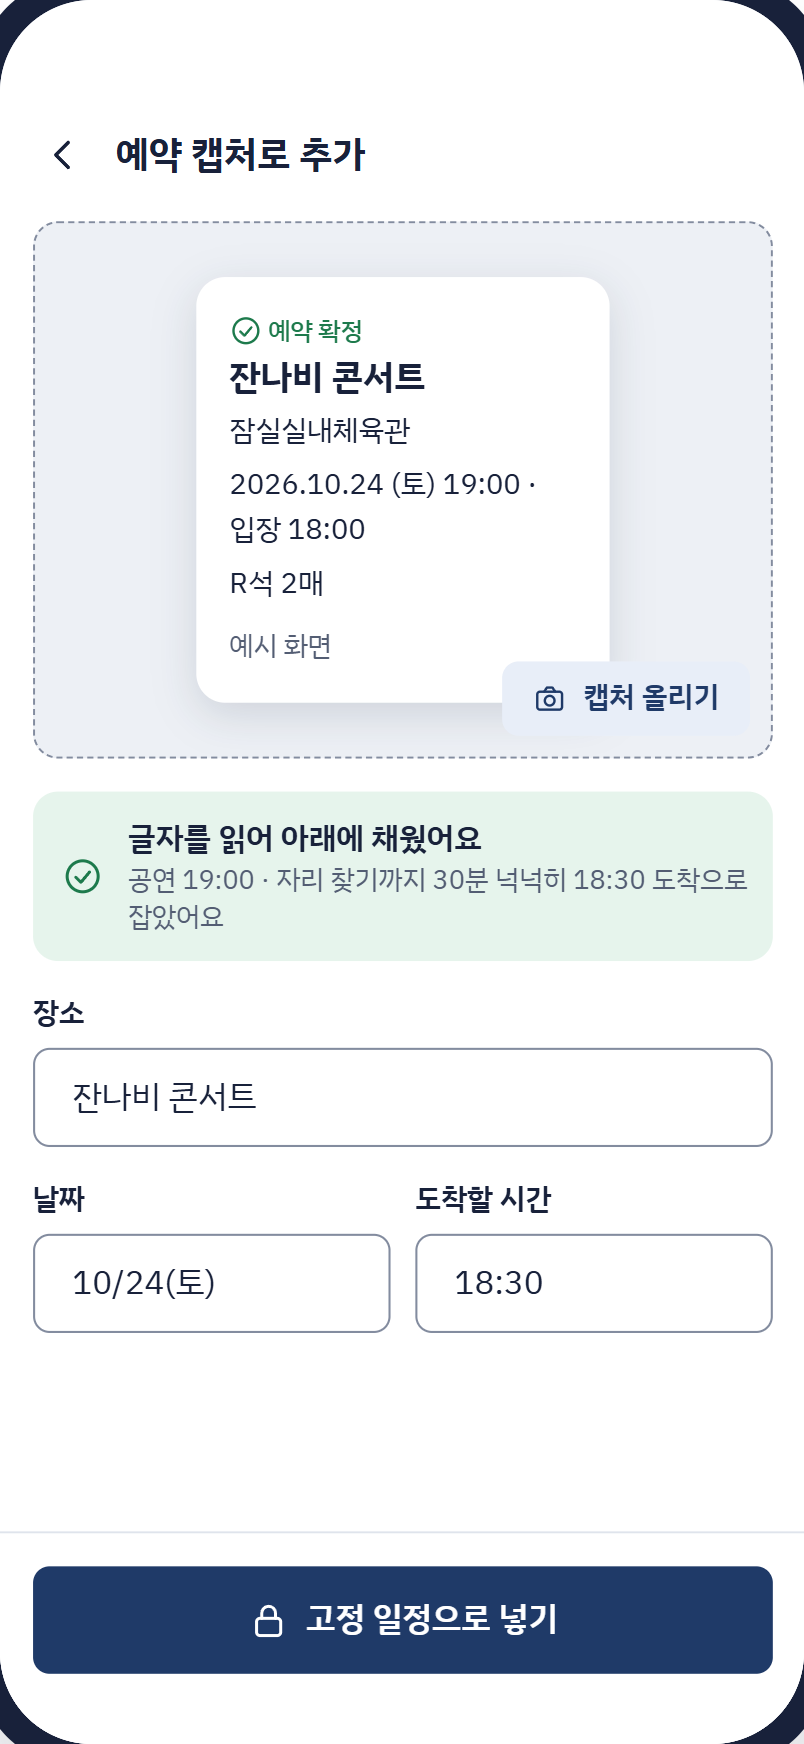 예약 캡처로 추가
예약 확정
잔나비 콘서트
잠실실내체육관
2026.10.24 (토) 19:00 ·
입장 18:00
R석 2매
예시 화면
캡처 올리기
글자를 읽어 아래에 채웠어요
공연 19:00 · 자리 찾기까지 30분 넉넉히 18:30 도착으로
잡았어요
장소
잔나비 콘서트
날짜
도착할 시간
10/24(토)
18:30
고정 일정으로 넣기